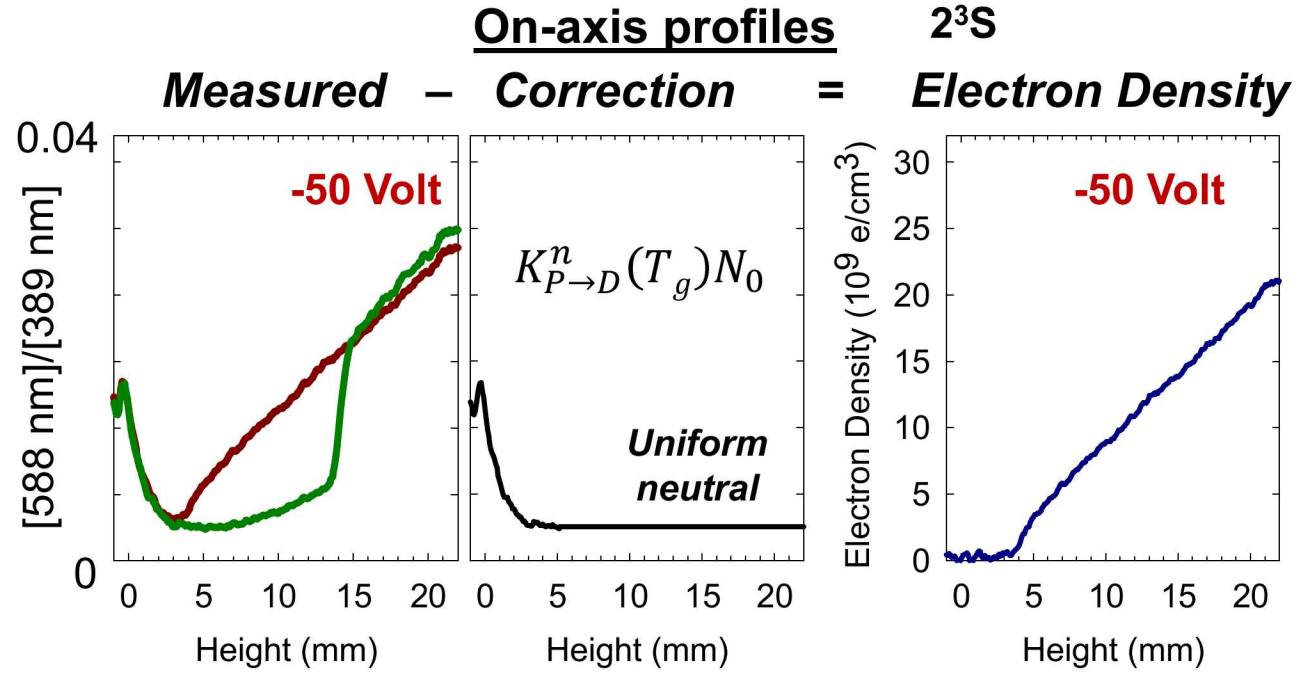 On-axis profiles 2³S
Measured – Correction = Electron Density
0.04
[588 nm]/[389 nm]
0
-50 Volt
0 5 10 15 20
Height (mm)
$K^{n}_{P→D}(T_g)N_0$
Uniform
neutral
0 5 10 15 20
Height (mm)
Electron Density (10⁹ e/cm³)
30
25
20
15
10
5
0
-50 Volt
0 5 10 15 20
Height (mm)